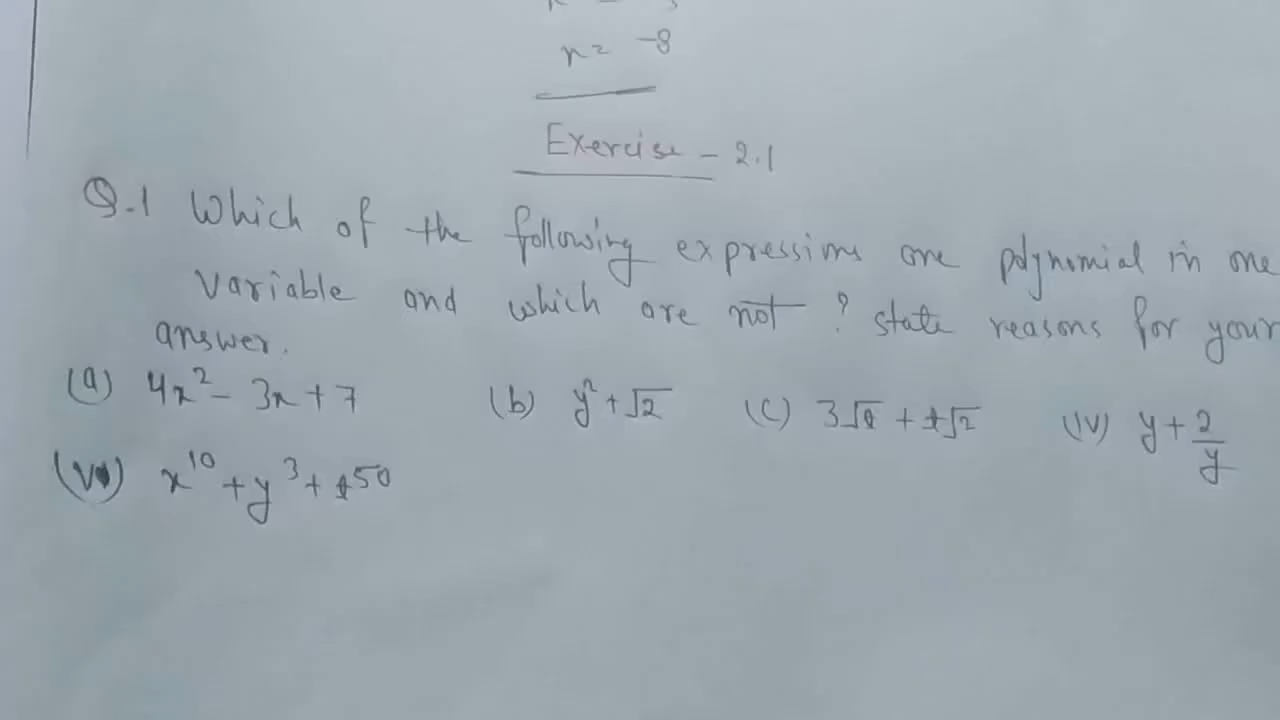 n = -8
Exercise - 2.1
Q.1 Which of the following expressions are polynomial in one
variable and which are not? state reasons for your
answer.
(a) 4x² - 3x + 7 (b) y² + √2 (c) 3√t + t√2 (iv) y + 2/y
(v) x¹⁰ + y³ + t⁵⁰